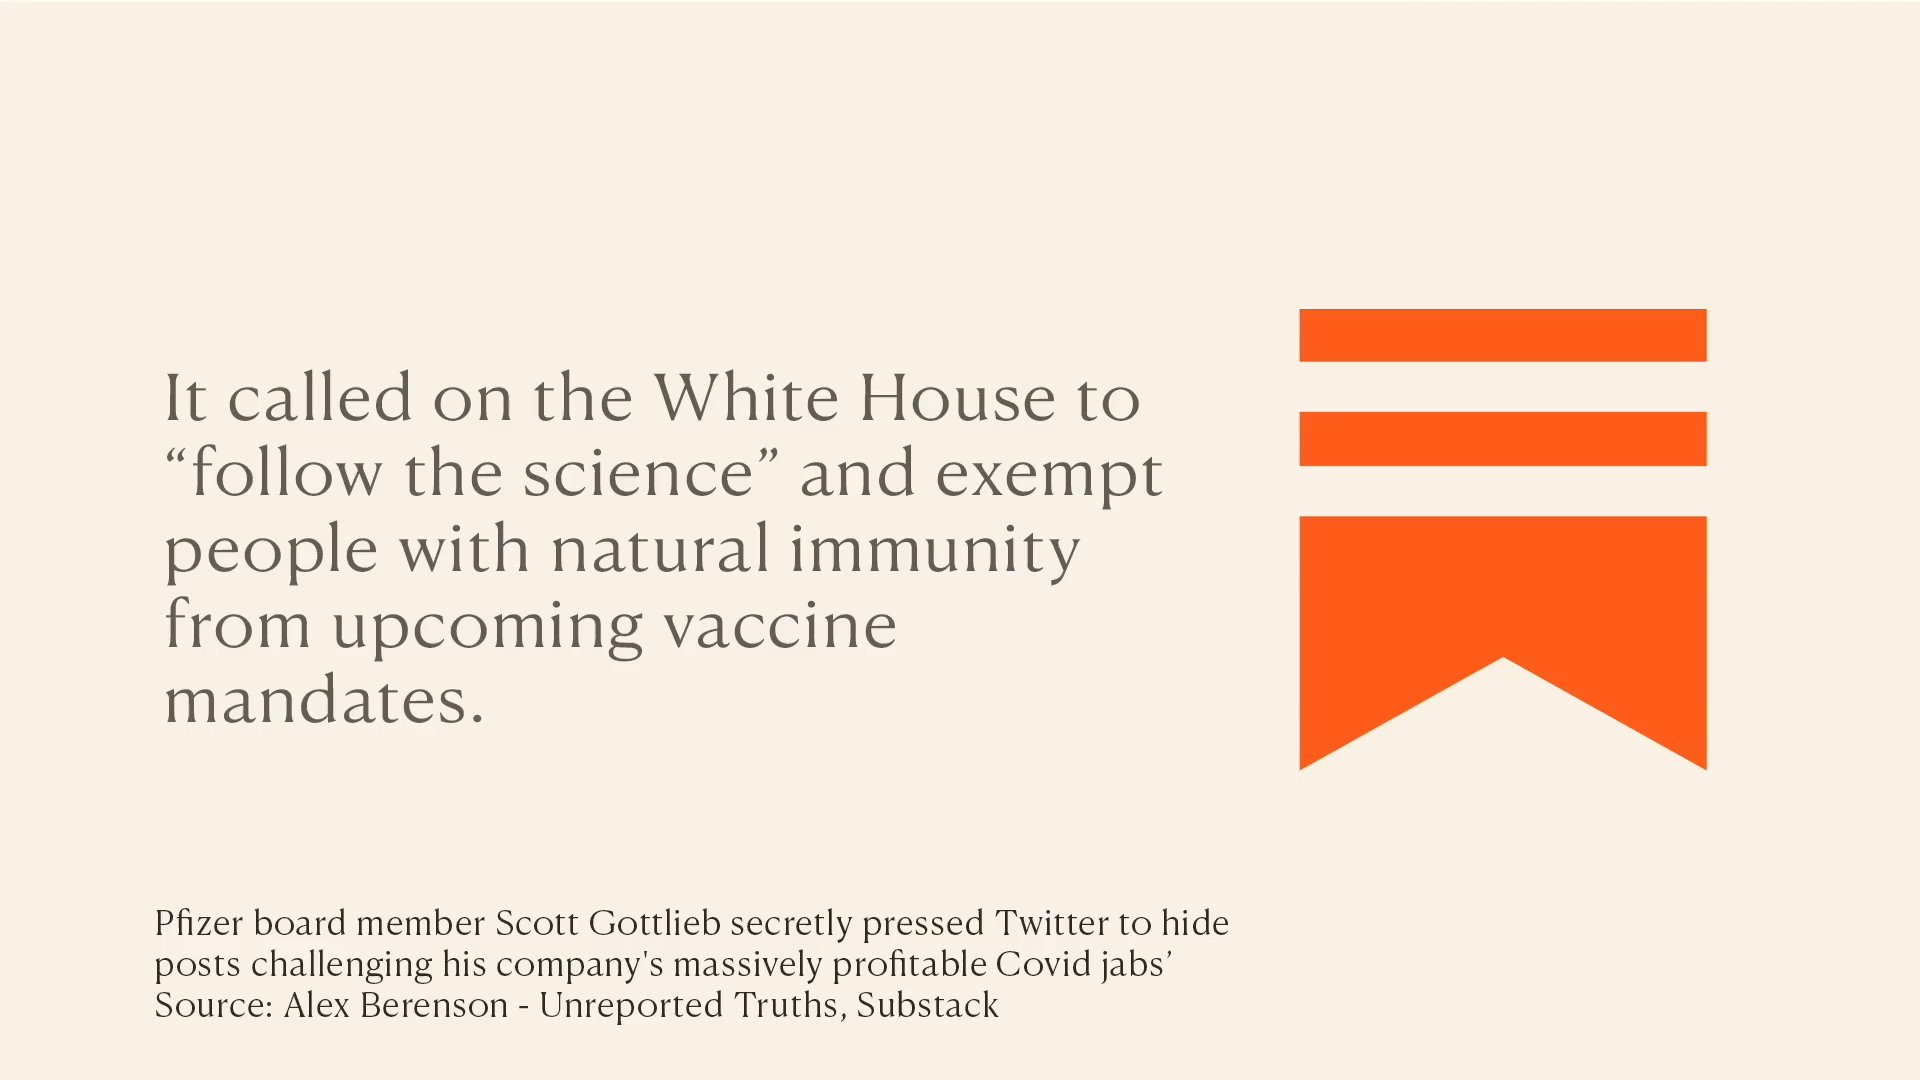 It called on the White House to
“follow the science” and exempt
people with natural immunity
from upcoming vaccine
mandates.
Pfizer board member Scott Gottlieb secretly pressed Twitter to hide
posts challenging his company's massively profitable Covid jabs’
Source: Alex Berenson - Unreported Truths, Substack